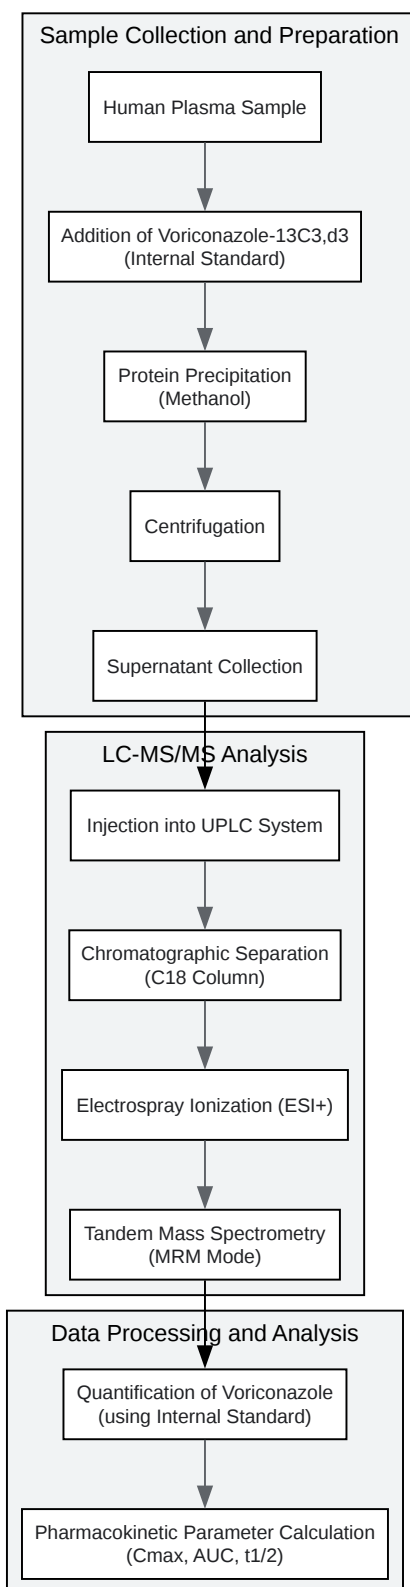 Sample Collection and Preparation
Human Plasma Sample
Addition of Voriconazole-13C3,d3
(Internal Standard)
Protein Precipitation
(Methanol)
Centrifugation
Supernatant Collection
LC-MS/MS Analysis
Injection into UPLC System
Chromatographic Separation
(C18 Column)
Electrospray Ionization (ESI+)
Tandem Mass Spectrometry
(MRM Mode)
Data Processing and Analysis
Quantification of Voriconazole
(using Internal Standard)
Pharmacokinetic Parameter Calculation
(Cmax, AUC, t1/2)